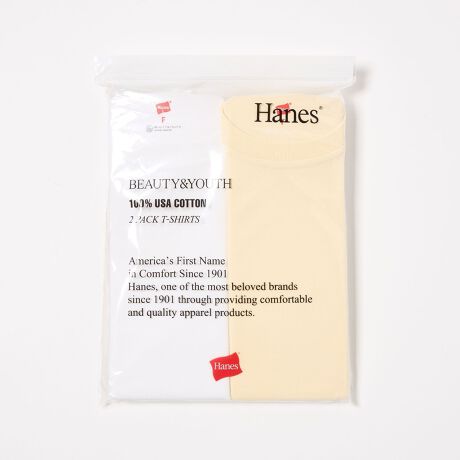 Hanes
F
Hanes®
BEAUTY&YOUTH
100% USA COTTON
2 PACK T-SHIRTS
America's First Name
in Comfort Since 1901
Hanes, one of the most beloved brands
since 1901 through providing comfortable
and quality apparel products.
Hanes